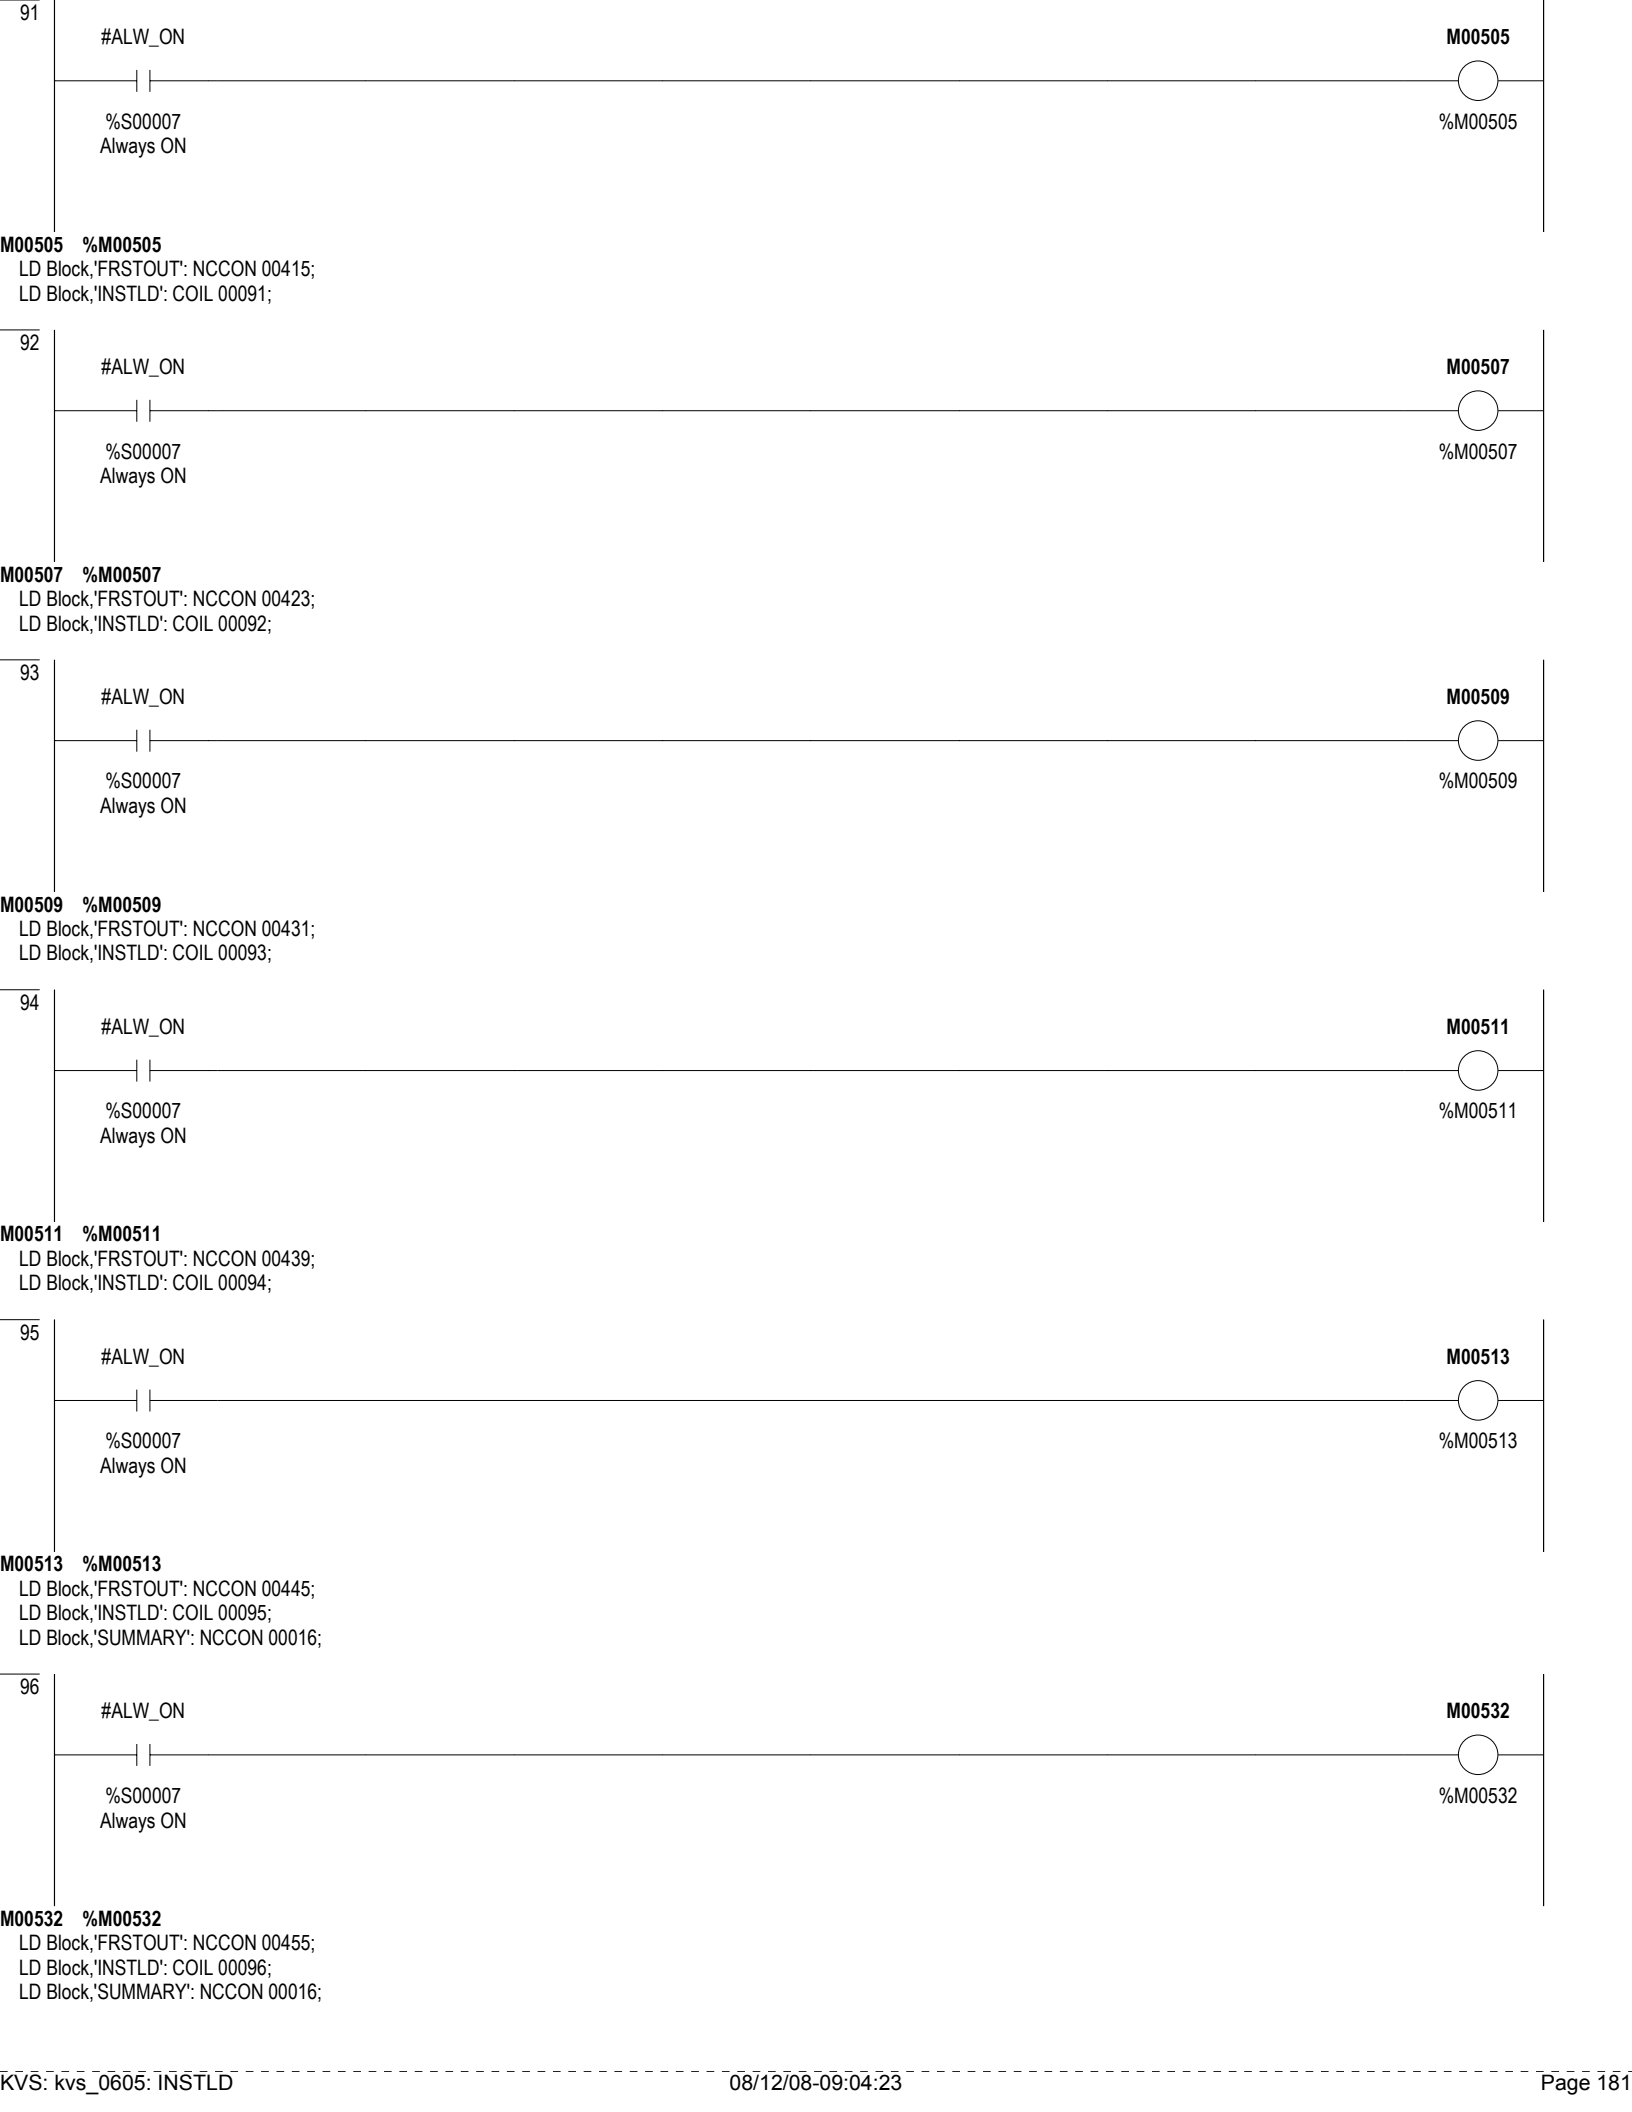 91
#ALW_ON M00505
%S00007 %M00505
Always ON
M00505 %M00505
LD Block,'FRSTOUT': NCCON 00415;
LD Block,'INSTLD': COIL 00091;
92
#ALW_ON M00507
%S00007 %M00507
Always ON
M00507 %M00507
LD Block,'FRSTOUT': NCCON 00423;
LD Block,'INSTLD': COIL 00092;
93
#ALW_ON M00509
%S00007 %M00509
Always ON
M00509 %M00509
LD Block,'FRSTOUT': NCCON 00431;
LD Block,'INSTLD': COIL 00093;
94
#ALW_ON M00511
%S00007 %M00511
Always ON
M00511 %M00511
LD Block,'FRSTOUT': NCCON 00439;
LD Block,'INSTLD': COIL 00094;
95
#ALW_ON M00513
%S00007 %M00513
Always ON
M00513 %M00513
LD Block,'FRSTOUT': NCCON 00445;
LD Block,'INSTLD': COIL 00095;
LD Block,'SUMMARY': NCCON 00016;
96
#ALW_ON M00532
%S00007 %M00532
Always ON
M00532 %M00532
LD Block,'FRSTOUT': NCCON 00455;
LD Block,'INSTLD': COIL 00096;
LD Block,'SUMMARY': NCCON 00016;
KVS: kvs_0605: INSTLD 08/12/08-09:04:23 Page 181